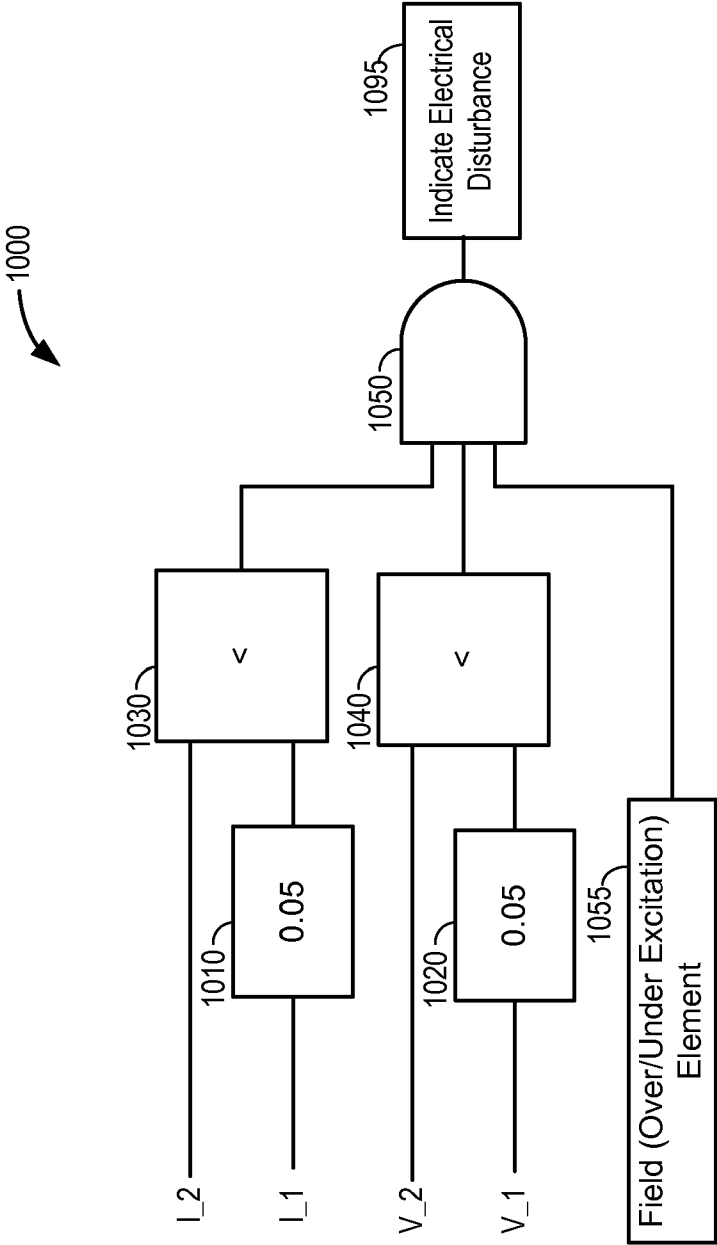 1000
I_2
I_1
1010
0.05
1030
<
V_2
V_1
1020
0.05
1040
<
1050
1095
Indicate Electrical
Disturbance
1055
Field (Over/Under Excitation)
Element